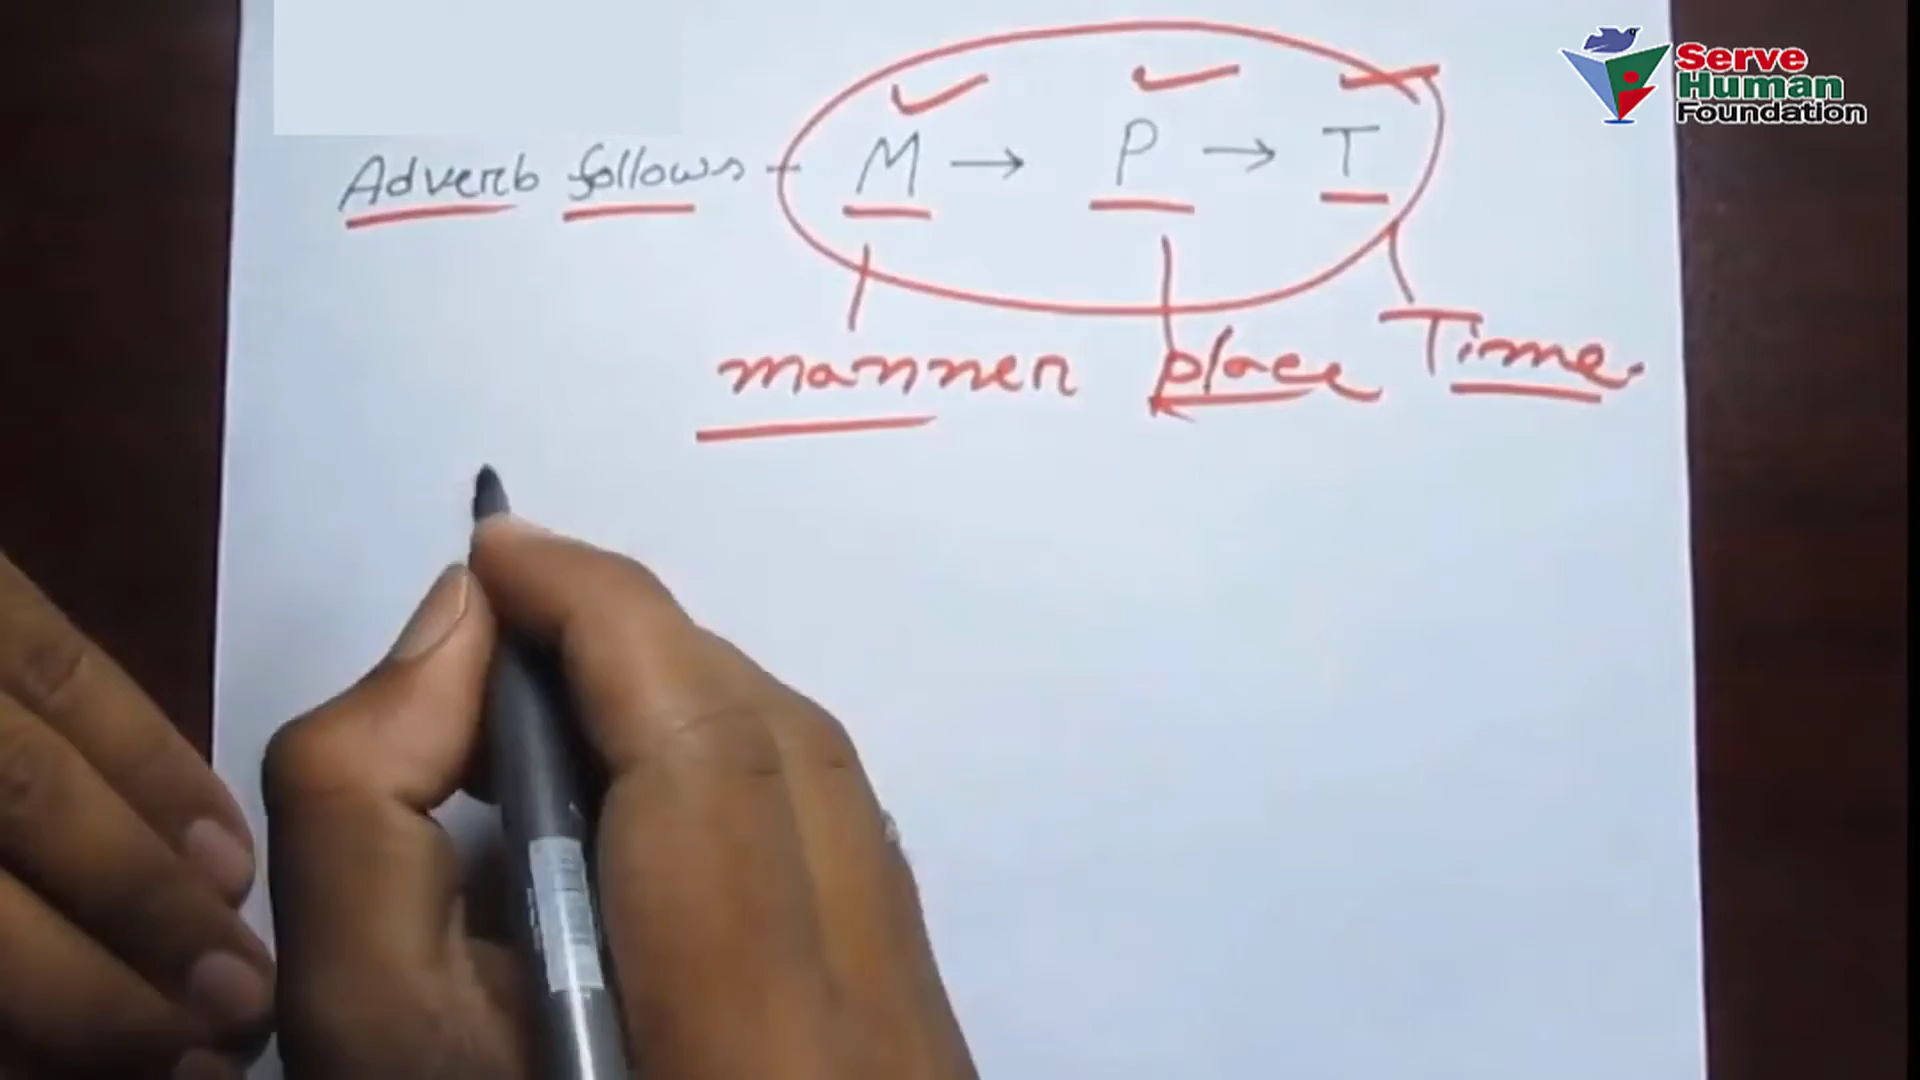 Serve
Human
Foundation
Adverb follows - M → P → T
manner place Time.